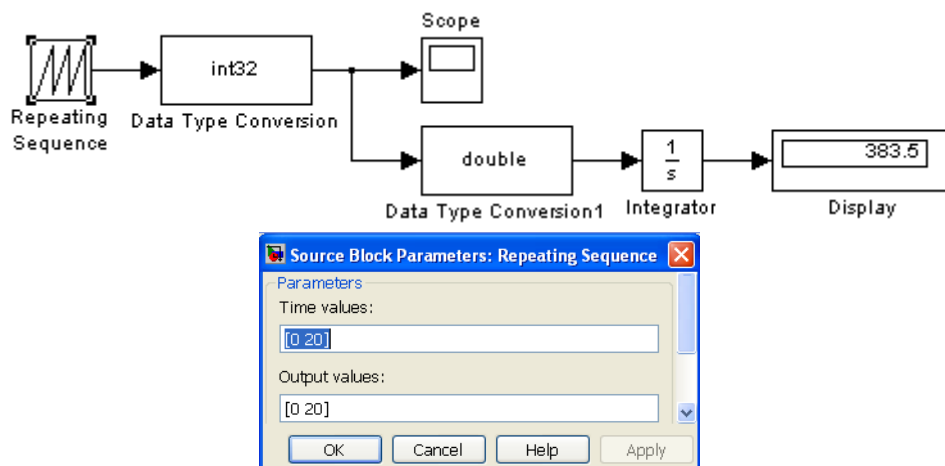 Scope
int32
Repeating
Sequence
Data Type Conversion
double
Data Type Conversion1
1
s
Integrator
383.5
Display
Source Block Parameters: Repeating Sequence
Parameters
Time values:
[0 20]
Output values:
[0 20]
OK
Cancel
Help
Apply